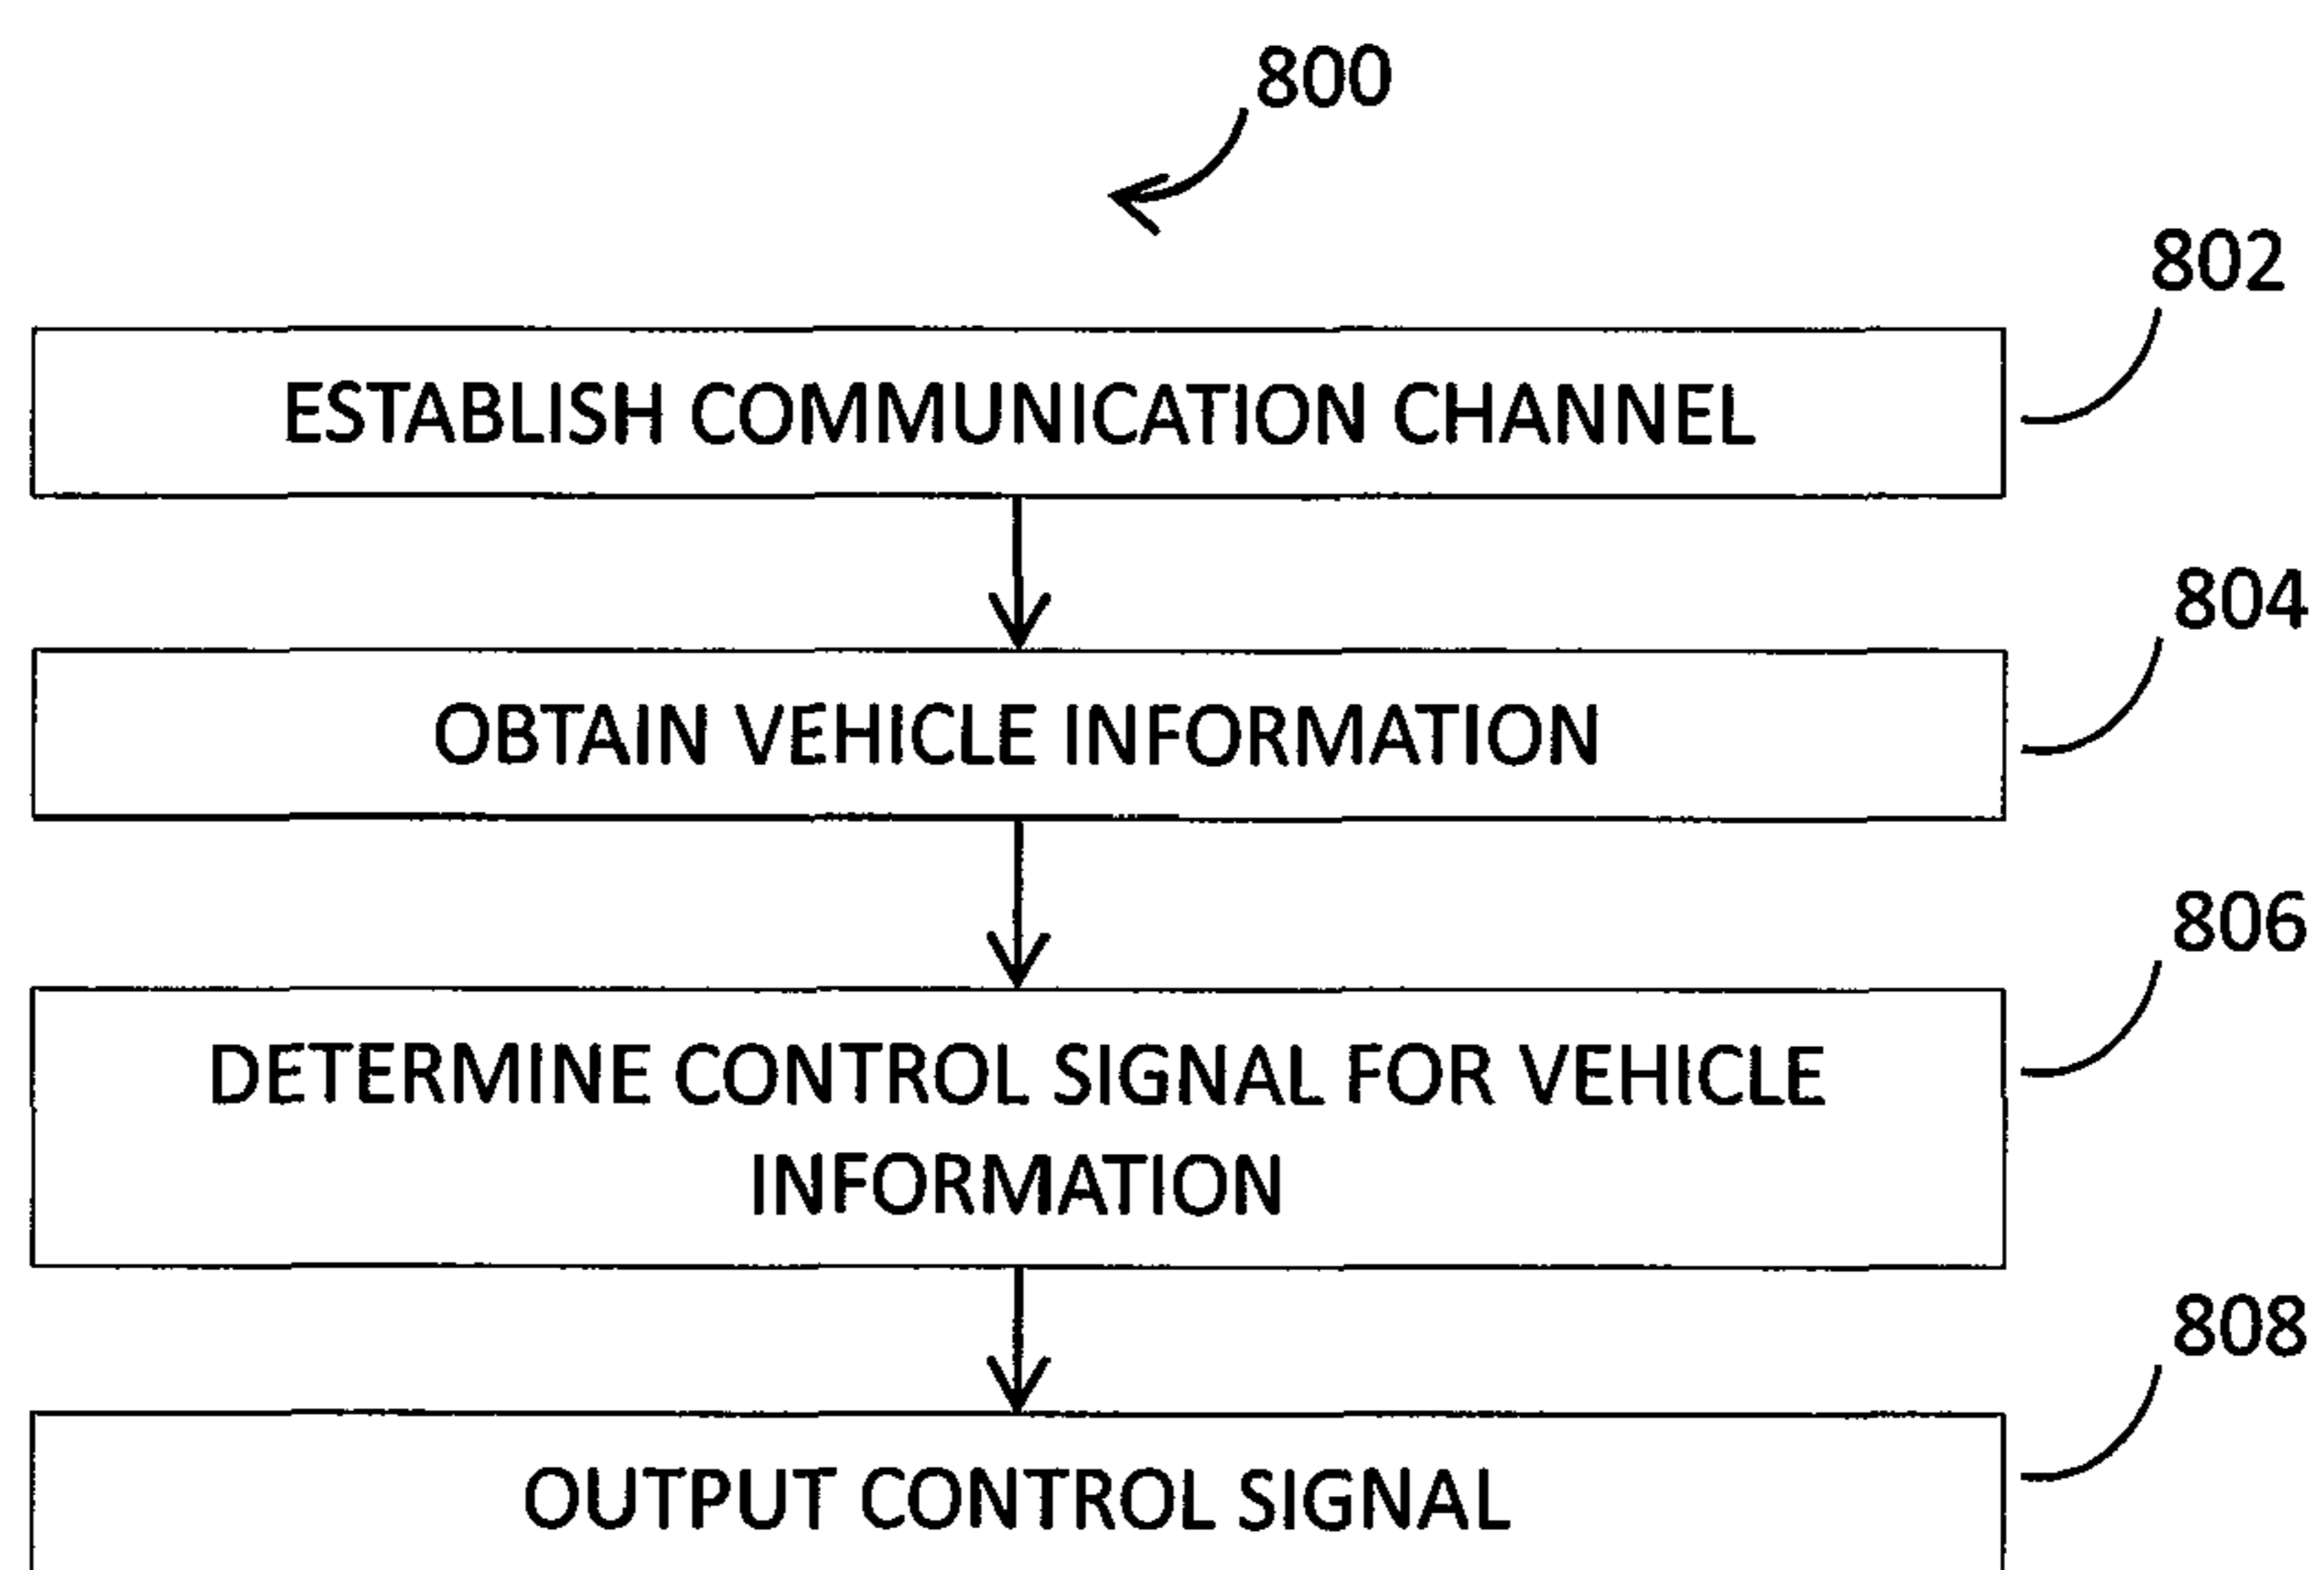 800
802
ESTABLISH COMMUNICATION CHANNEL
804
OBTAIN VEHICLE INFORMATION
806
DETERMINE CONTROL SIGNAL FOR VEHICLE
INFORMATION
808
OUTPUT CONTROL SIGNAL